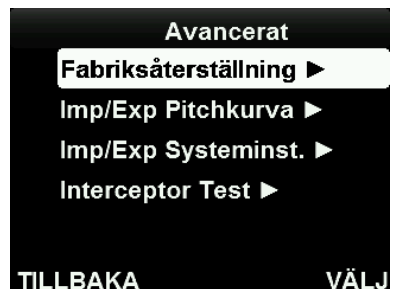 Avancerat
Fabriksåterställning ►
Imp/Exp Pitchkurva ►
Imp/Exp Systeminst. ►
Interceptor Test ►
TILLBAKA VÄLJ